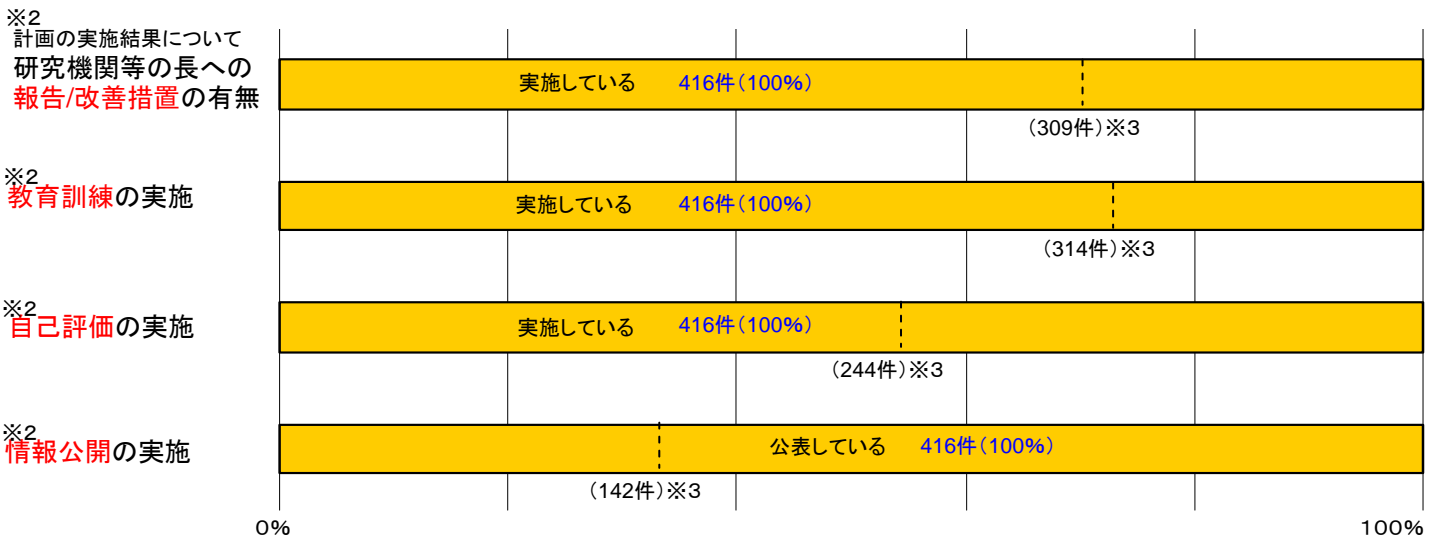 ※2
計画の実施結果について
研究機関等の長への
報告/改善措置の有無
実施している 416件(100%)
(309件)※3
※2
教育訓練の実施
実施している 416件(100%)
(314件)※3
※2
自己評価の実施
実施している 416件(100%)
(244件)※3
※2
情報公開の実施
公表している 416件(100%)
(142件)※3
0% 100%